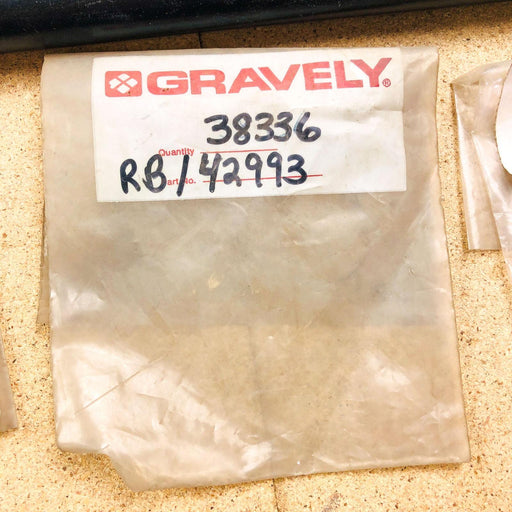 GRAVELY®
38336
Quantity
RB/42993
Part No.